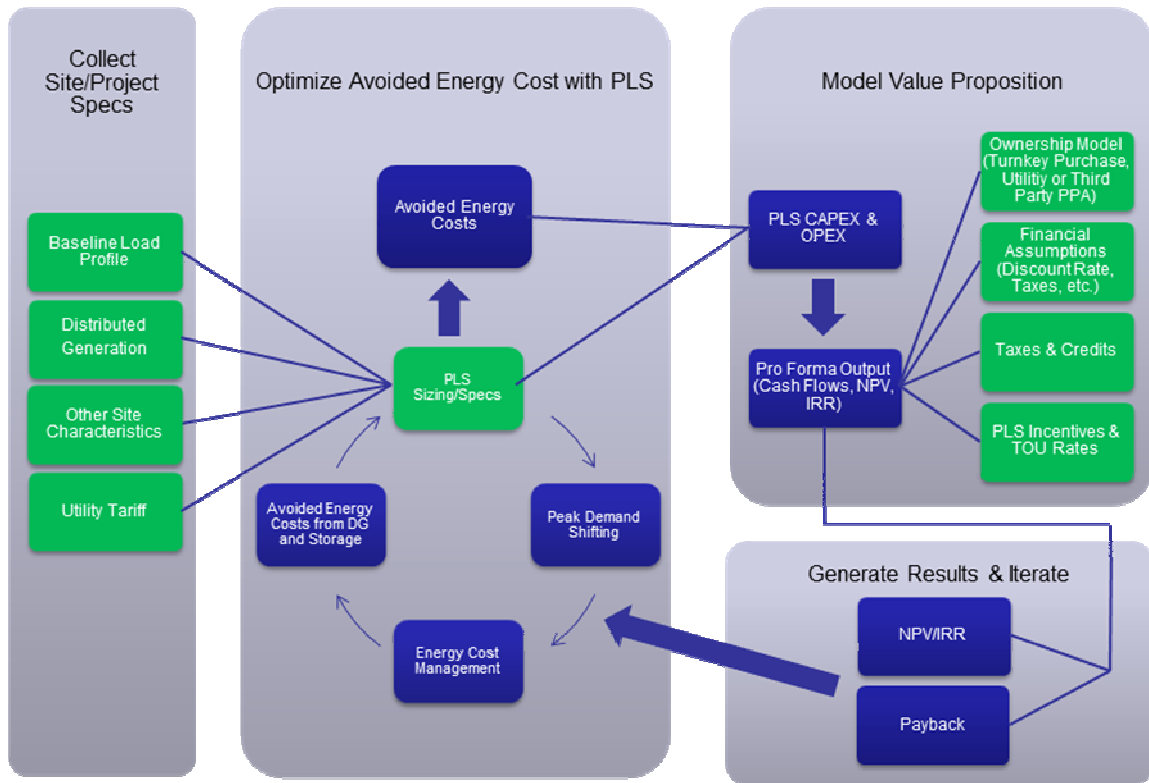 Collect
Site/Project
Specs
Baseline Load
Profile
Distributed
Generation
Other Site
Characteristics
Utility Tariff
Optimize Avoided Energy Cost with PLS
Avoided Energy
Costs
PLS
Sizing/Specs
Avoided Energy
Costs from DG
and Storage
Peak Demand
Shifting
Energy Cost
Management
Model Value Proposition
PLS CAPEX &
OPEX
Pro Forma Output
(Cash Flows, NPV,
IRR)
Ownership Model
(Turnkey Purchase,
Utilitiy or Third
Party PPA)
Financial
Assumptions
(Discount Rate,
Taxes, etc.)
Taxes & Credits
PLS Incentives &
TOU Rates
Generate Results & Iterate
NPV/IRR
Payback